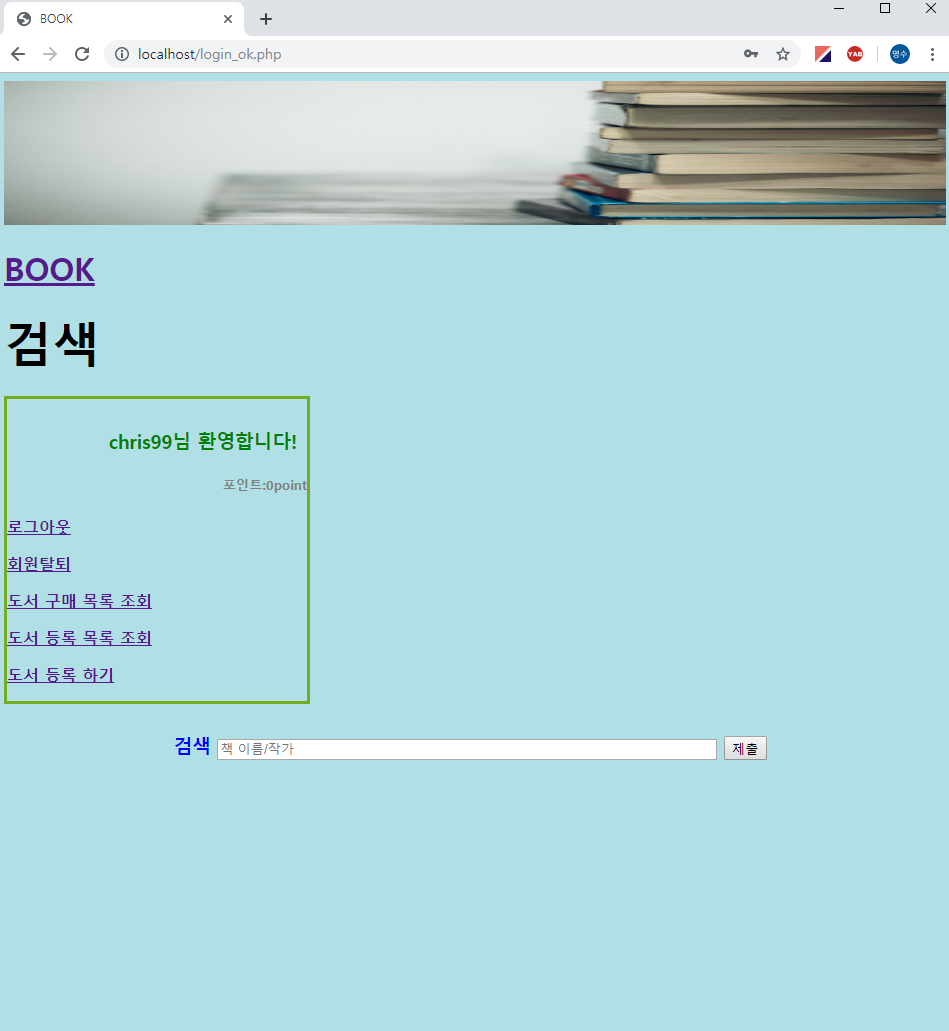 BOOK
localhost/login_ok.php
YAB
명수
BOOK
검색
chris99님 환영합니다!
포인트:0point
로그아웃
회원탈퇴
도서 구매 목록 조회
도서 등록 목록 조회
도서 등록 하기
검색 책 이름/작가 제출